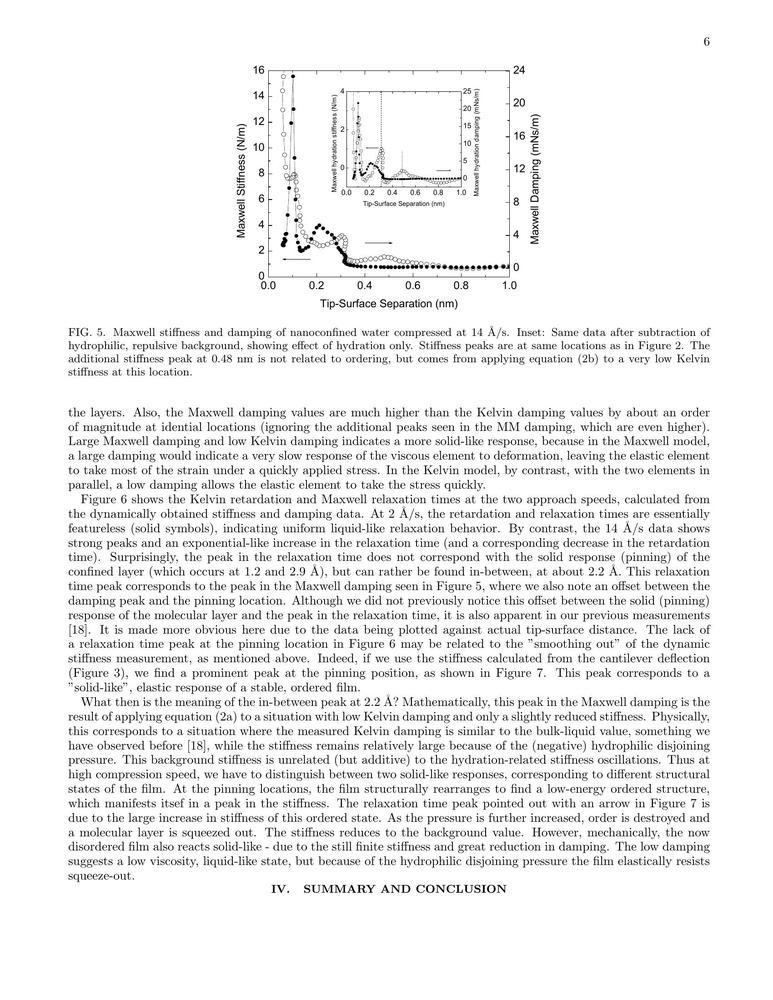 6
16
14
12
10
8
6
4
2
0
0.0
0.2
0.4
0.6
0.8
1.0
24
20
16
12
8
4
0
Maxwell Stiffness (N/m)
Maxwell Damping (mNs/m)
Tip-Surface Separation (nm)
4
2
0
0.0
0.2
0.4
0.6
0.8
1.0
25
20
15
10
5
0
Maxwell hydration stiffness (N/m)
Maxwell hydration damping (mNs/m)
Tip-Surface Separation (nm)
FIG. 5. Maxwell stiffness and damping of nanoconfined water compressed at 14 Å/s. Inset: Same data after subtraction of
hydrophilic, repulsive background, showing effect of hydration only. Stiffness peaks are at same locations as in Figure 2. The
additional stiffness peak at 0.48 nm is not related to ordering, but comes from applying equation (2b) to a very low Kelvin
stiffness at this location.
the layers. Also, the Maxwell damping values are much higher than the Kelvin damping values by about an order
of magnitude at idential locations (ignoring the additional peaks seen in the MM damping, which are even higher).
Large Maxwell damping and low Kelvin damping indicates a more solid-like response, because in the Maxwell model,
a large damping would indicate a very slow response of the viscous element to deformation, leaving the elastic element
to take most of the strain under a quickly applied stress. In the Kelvin model, by contrast, with the two elements in
parallel, a low damping allows the elastic element to take the stress quickly.
Figure 6 shows the Kelvin retardation and Maxwell relaxation times at the two approach speeds, calculated from
the dynamically obtained stiffness and damping data. At 2 Å/s, the retardation and relaxation times are essentially
featureless (solid symbols), indicating uniform liquid-like relaxation behavior. By contrast, the 14 Å/s data shows
strong peaks and an exponential-like increase in the relaxation time (and a corresponding decrease in the retardation
time). Surprisingly, the peak in the relaxation time does not correspond with the solid response (pinning) of the
confined layer (which occurs at 1.2 and 2.9 Å), but can rather be found in-between, at about 2.2 Å. This relaxation
time peak corresponds to the peak in the Maxwell damping seen in Figure 5, where we also note an offset between the
damping peak and the pinning location. Although we did not previously notice this offset between the solid (pinning)
response of the molecular layer and the peak in the relaxation time, it is also apparent in our previous measurements
[18]. It is made more obvious here due to the data being plotted against actual tip-surface distance. The lack of
a relaxation time peak at the pinning location in Figure 6 may be related to the "smoothing out" of the dynamic
stiffness measurement, as mentioned above. Indeed, if we use the stiffness calculated from the cantilever deflection
(Figure 3), we find a prominent peak at the pinning position, as shown in Figure 7. This peak corresponds to a
"solid-like", elastic response of a stable, ordered film.
What then is the meaning of the in-between peak at 2.2 Å? Mathematically, this peak in the Maxwell damping is the
result of applying equation (2a) to a situation with low Kelvin damping and only a slightly reduced stiffness. Physically,
this corresponds to a situation where the measured Kelvin damping is similar to the bulk-liquid value, something we
have observed before [18], while the stiffness remains relatively large because of the (negative) hydrophilic disjoining
pressure. This background stiffness is unrelated (but additive) to the hydration-related stiffness oscillations. Thus at
high compression speed, we have to distinguish between two solid-like responses, corresponding to different structural
states of the film. At the pinning locations, the film structurally rearranges to find a low-energy ordered structure,
which manifests itsef in a peak in the stiffness. The relaxation time peak pointed out with an arrow in Figure 7 is
due to the large increase in stiffness of this ordered state. As the pressure is further increased, order is destroyed and
a molecular layer is squeezed out. The stiffness reduces to the background value. However, mechanically, the now
disordered film also reacts solid-like - due to the still finite stiffness and great reduction in damping. The low damping
suggests a low viscosity, liquid-like state, but because of the hydrophilic disjoining pressure the film elastically resists
squeeze-out.
IV. SUMMARY AND CONCLUSION